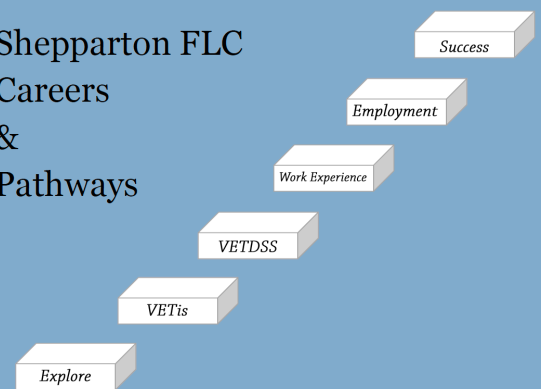 Shepparton FLC
Careers
&
Pathways
Success
Employment
Work Experience
VETDSS
VETis
Explore